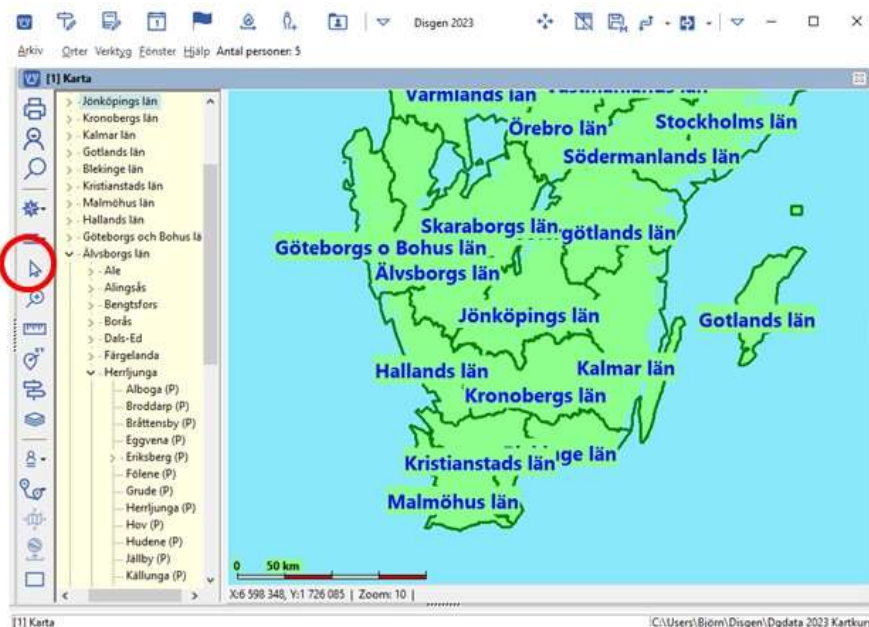 Disgen 2023
Arkiv Orter Verktyg Fönster Hjälp Antal personer: 5
[1] Karta
Jönköpings län
Kronobergs län
Kalmar län
Gotlands län
Blekinge län
Kristianstads län
Malmöhus län
Hallands län
Göteborgs och Bohus lä
Älvsborgs län
Ale
Alingsås
Bengtsfors
Borås
Dals-Ed
Färgelanda
Herrljunga
Alboga (P)
Broddarp (P)
Bråttensby (P)
Eggvena (P)
Eriksberg (P)
Fölene (P)
Grude (P)
Herrljunga (P)
Hov (P)
Hudene (P)
Jällby (P)
Källunga (P)
Värmlands län
Örebro län
Stockholms län
Södermanlands län
Skaraborgs län
götlands län
Göteborgs o Bohus län
Älvsborgs län
Jönköpings län
Gotlands län
Hallands län
Kalmar län
Kronobergs län
Kristianstads län
ge län
Malmöhus län
0 50 km
X:6 598 348, Y:1 726 085 | Zoom: 10 |
[1] Karta
C:\Users\Björn\Disgen\Dgdata 2023 Kartkurs